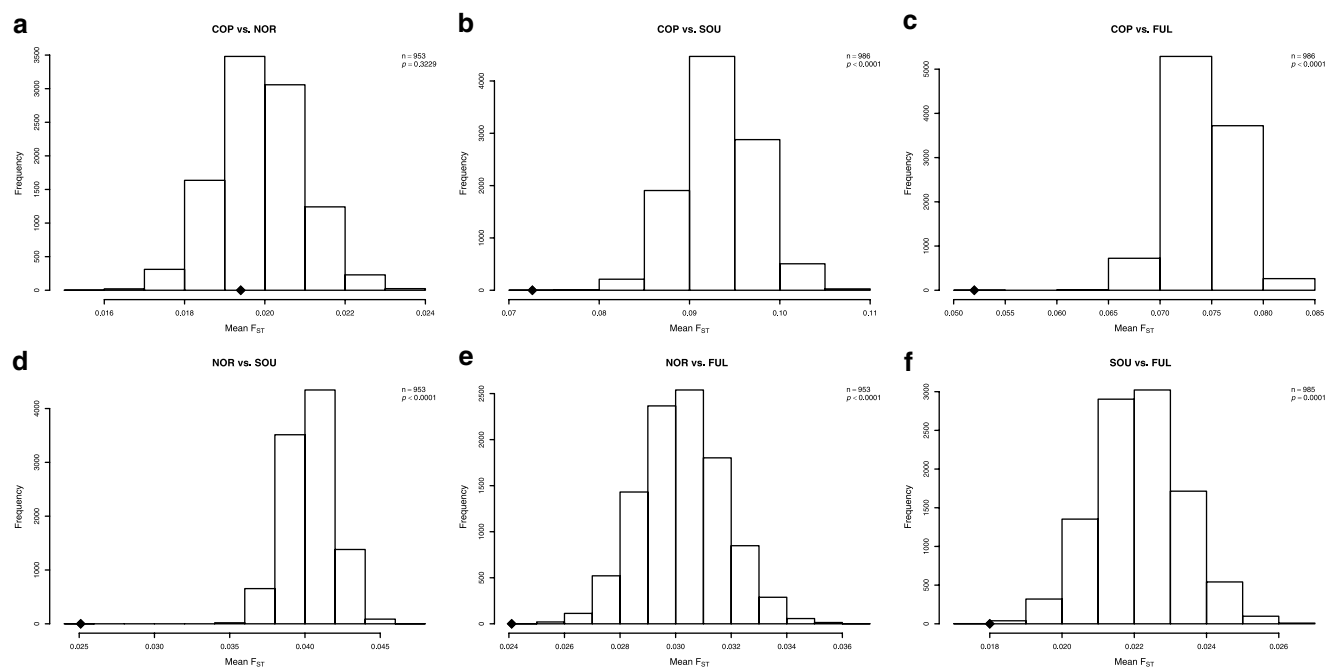 a
COP vs. NOR
n = 953
p = 0.3229
Frequency
0 500 1000 1500 2000 2500 3000 3500
0.016 0.018 0.020 0.022 0.024
Mean FST
b
COP vs. SOU
n = 986
p < 0.0001
Frequency
0 1000 2000 3000 4000
0.07 0.08 0.09 0.10 0.11
Mean FST
c
COP vs. FUL
n = 986
p < 0.0001
Frequency
0 1000 2000 3000 4000 5000
0.050 0.055 0.060 0.065 0.070 0.075 0.080 0.085
Mean FST
d
NOR vs. SOU
n = 953
p < 0.0001
Frequency
0 1000 2000 3000 4000
0.025 0.030 0.035 0.040 0.045
Mean FST
e
NOR vs. FUL
n = 953
p < 0.0001
Frequency
0 500 1000 1500 2000 2500
0.024 0.026 0.028 0.030 0.032 0.034 0.036
Mean FST
f
SOU vs. FUL
n = 985
p = 0.0001
Frequency
0 500 1000 1500 2000 2500 3000
0.018 0.020 0.022 0.024 0.026
Mean FST